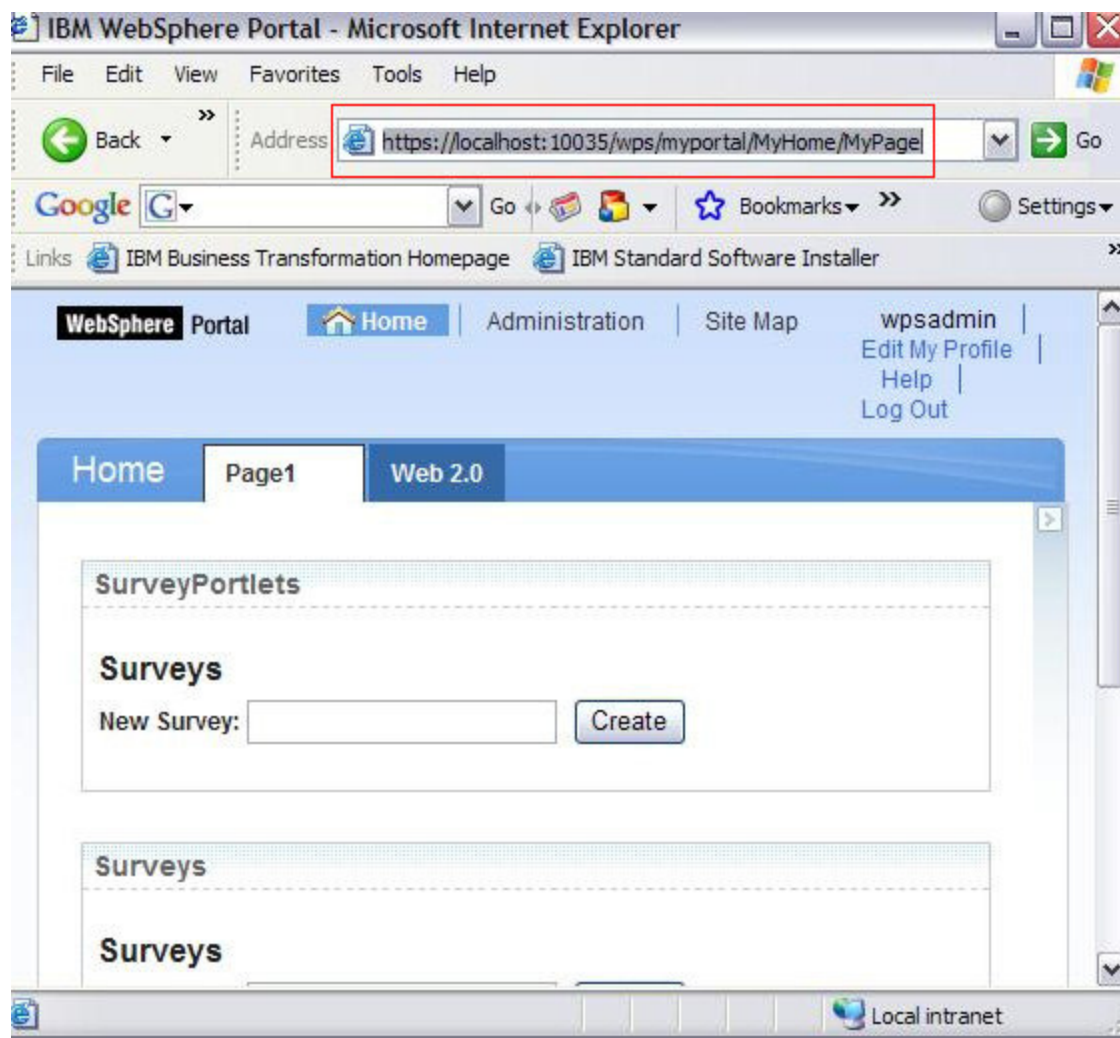 IBM WebSphere Portal - Microsoft Internet Explorer
File Edit View Favorites Tools Help
Back Address https://localhost:10035/wps/myportal/MyHome/MyPage Go
Google G Go Bookmarks Settings
Links IBM Business Transformation Homepage IBM Standard Software Installer
WebSphere Portal Home | Administration | Site Map wpsadmin |
Edit My Profile |
Help |
Log Out
Home Page1 Web 2.0
SurveyPortlets
Surveys
New Survey: Create
Surveys
Surveys
Local intranet